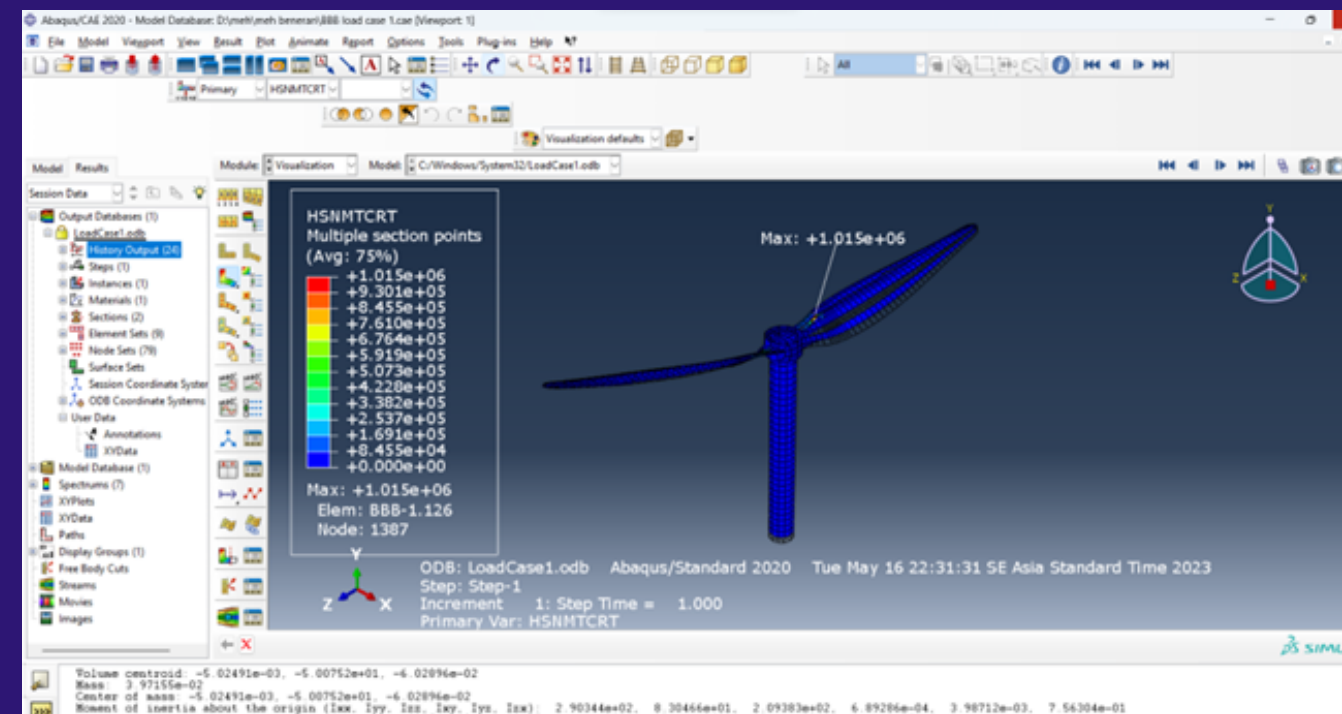 Abaqus/CAE 2020 - Model Database: D:\meh\meh benerani\BBB load case 1.cae [Viewport: 1]
File Model Viewport View Result Plot Animate Report Options Tools Plug-ins Help
All
Primary HSNMTCRT
Visualization defaults
Model Results
Module: Visualization Model: C:/Windows/System32/LoadCase1.odb
Session Data
Output Databases (1)
LoadCase1.odb
History Output (24)
Steps (1)
Instances (1)
Materials (1)
Sections (2)
Element Sets (9)
Node Sets (79)
Surface Sets
Session Coordinate Syster
ODB Coordinate Systems
User Data
Annotations
XYData
Model Database (1)
Spectrums (7)
XYPlots
XYData
Paths
Display Groups (1)
Free Body Cuts
Streams
Movies
Images
HSNMTCRT
Multiple section points
(Avg: 75%)
+1.015e+06
+9.301e+05
+8.455e+05
+7.610e+05
+6.764e+05
+5.919e+05
+5.073e+05
+4.228e+05
+3.382e+05
+2.537e+05
+1.691e+05
+8.455e+04
+0.000e+00
Max: +1.015e+06
Elem: BBB-1.126
Node: 1387
Max: +1.015e+06
Y
Z X
Y
Z X
ODB: LoadCase1.odb Abaqus/Standard 2020 Tue May 16 22:31:31 SE Asia Standard Time 2023
Step: Step-1
Increment 1: Step Time = 1.000
Primary Var: HSNMTCRT
SIMU
Volume centroid: -5.02491e-03, -5.00752e+01, -6.02896e-02
Mass: 3.97155e-02
Center of mass: -5.02491e-03, -5.00752e+01, -6.02896e-02
Moment of inertia about the origin (Ixx, Iyy, Izz, Ixy, Iyz, Izx): 2.90344e+02, 8.30466e+01, 2.09383e+02, 6.89286e-04, 3.98712e-03, 7.56304e-01